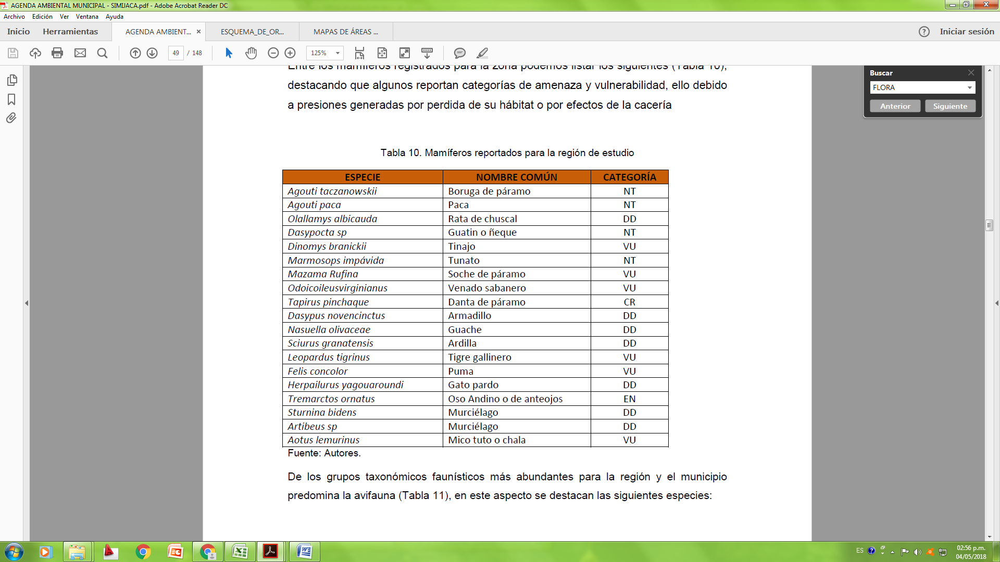 AGENDA AMBIENTAL MUNICIPAL - SIMIJACA.pdf - Adobe Acrobat Reader DC
Archivo Edición Ver Ventana Ayuda
Inicio Herramientas AGENDA AMBIENT... × ESQUEMA_DE_OR... MAPAS DE ÁREAS ... Iniciar sesión
49 / 148 125%
Entre los mamíferos registrados para la zona podemos listar los siguientes (Tabla 10),
destacando que algunos reportan categorías de amenaza y vulnerabilidad, ello debido
a presiones generadas por perdida de su hábitat o por efectos de la cacería
Buscar
FLORA
Anterior Siguiente
Tabla 10. Mamíferos reportados para la región de estudio
ESPECIE NOMBRE COMÚN CATEGORÍA
Agouti taczanowskii Boruga de páramo NT
Agouti paca Paca NT
Olallamys albicauda Rata de chuscal DD
Dasypocta sp Guatin o ñeque NT
Dinomys branickii Tinajo VU
Marmosops impávida Tunato NT
Mazama Rufina Soche de páramo VU
Odoicoileusvirginianus Venado sabanero VU
Tapirus pinchaque Danta de páramo CR
Dasypus novencinctus Armadillo DD
Nasuella olivaceae Guache DD
Sciurus granatensis Ardilla DD
Leopardus tigrinus Tigre gallinero VU
Felis concolor Puma VU
Herpailurus yagouaroundi Gato pardo DD
Tremarctos ornatus Oso Andino o de anteojos EN
Sturnina bidens Murciélago DD
Artibeus sp Murciélago DD
Aotus lemurinus Mico tuto o chala VU
Fuente: Autores.
De los grupos taxonómicos faunísticos más abundantes para la región y el municipio
predomina la avifauna (Tabla 11), en este aspecto se destacan las siguientes especies:
ES 02:56 p.m.
04/05/2018